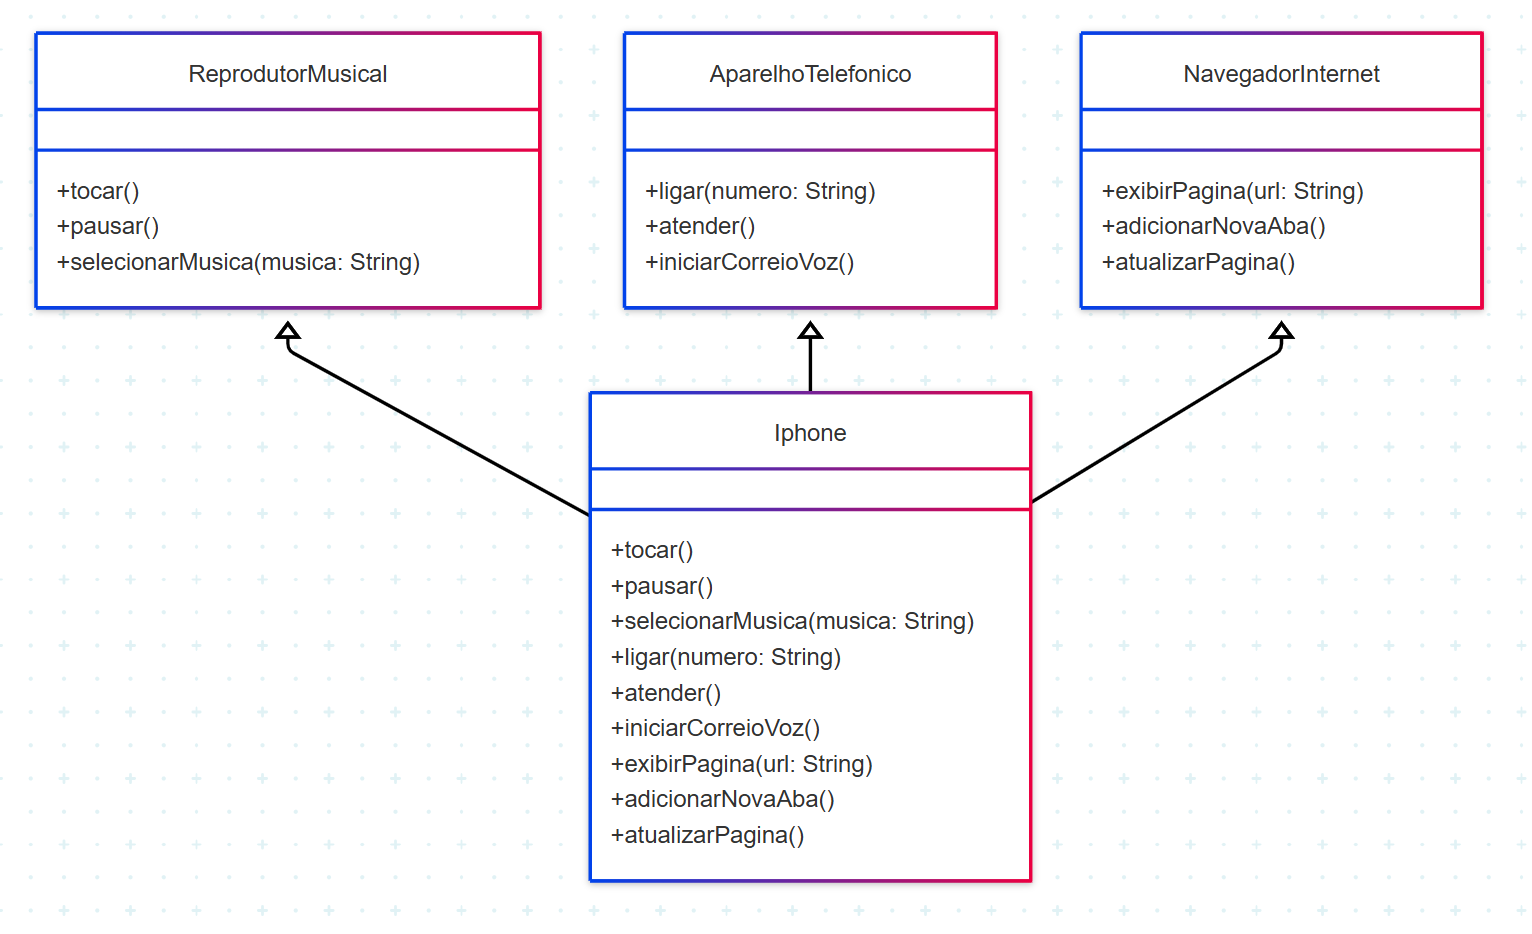 ReprodutorMusical
+tocar()
+pausar()
+selecionarMusica(musica: String)
AparelhoTelefonico
+ligar(numero: String)
+atender()
+iniciarCorreioVoz()
NavegadorInternet
+exibirPagina(url: String)
+adicionarNovaAba()
+atualizarPagina()
Iphone
+tocar()
+pausar()
+selecionarMusica(musica: String)
+ligar(numero: String)
+atender()
+iniciarCorreioVoz()
+exibirPagina(url: String)
+adicionarNovaAba()
+atualizarPagina()